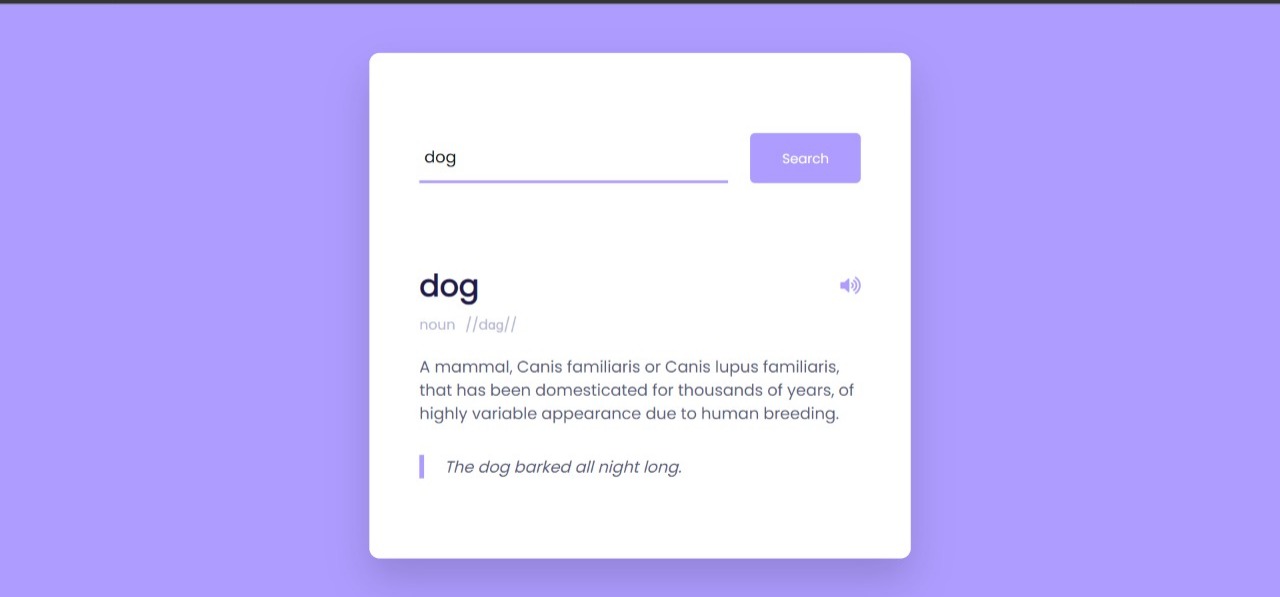 dog
Search
dog
noun //dɑg//
A mammal, Canis familiaris or Canis lupus familiaris,
that has been domesticated for thousands of years, of
highly variable appearance due to human breeding.
The dog barked all night long.